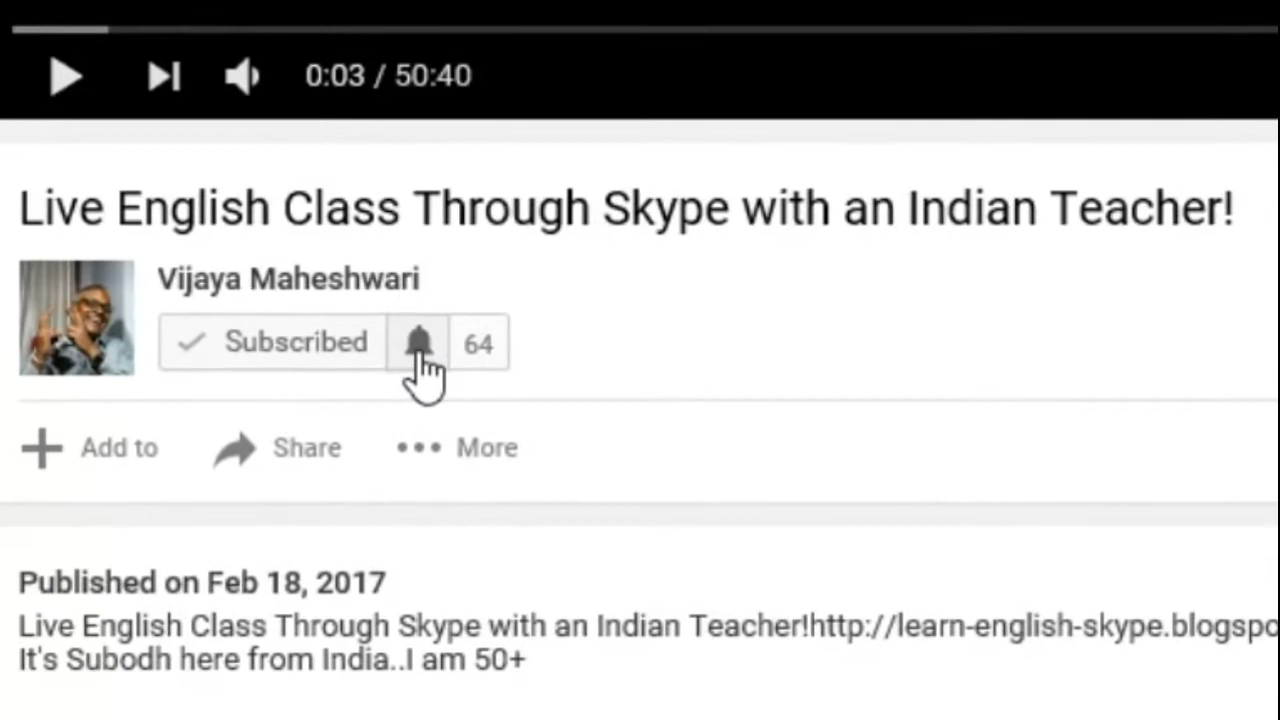 0:03 / 50:40
Live English Class Through Skype with an Indian Teacher!
Vijaya Maheshwari
Subscribed 64
Add to Share More
Published on Feb 18, 2017
Live English Class Through Skype with an Indian Teacher!http://learn-english-skype.blogspo
It's Subodh here from India..I am 50+